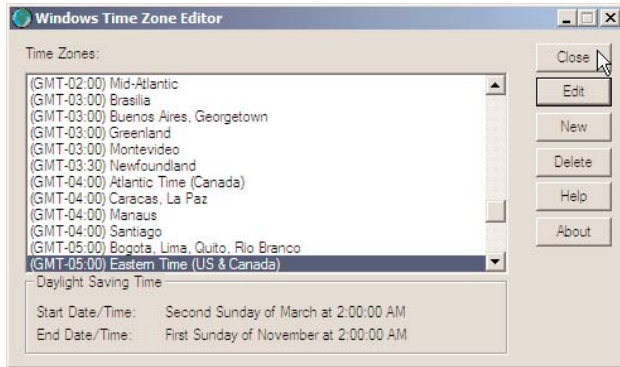 Windows Time Zone Editor
Time Zones:
(GMT-02:00) Mid-Atlantic
(GMT-03:00) Brasilia
(GMT-03:00) Buenos Aires, Georgetown
(GMT-03:00) Greenland
(GMT-03:00) Montevideo
(GMT-03:30) Newfoundland
(GMT-04:00) Atlantic Time (Canada)
(GMT-04:00) Caracas, La Paz
(GMT-04:00) Manaus
(GMT-04:00) Santiago
(GMT-05:00) Bogota, Lima, Quito, Rio Branco
(GMT-05:00) Eastern Time (US & Canada)
Close
Edit
New
Delete
Help
About
Daylight Saving Time
Start Date/Time: Second Sunday of March at 2:00:00 AM
End Date/Time: First Sunday of November at 2:00:00 AM